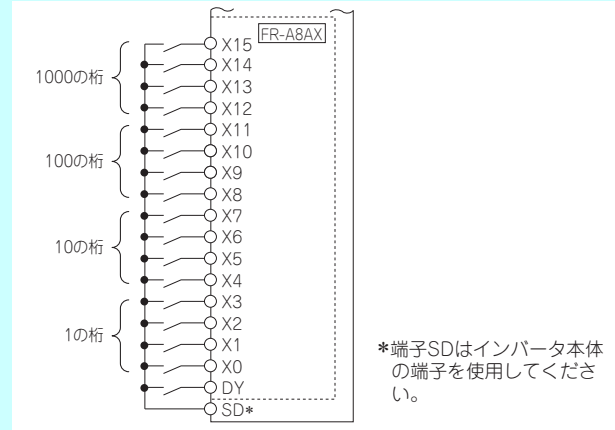 FR-A8AX
X15
X14
1000の桁
X13
X12
X11
X10
100の桁
X9
X8
X7
X6
10の桁
X5
X4
X3
X2
1の桁
X1
X0
DY
SD*
*端子SDはインバータ本体
の端子を使用してくださ
い。